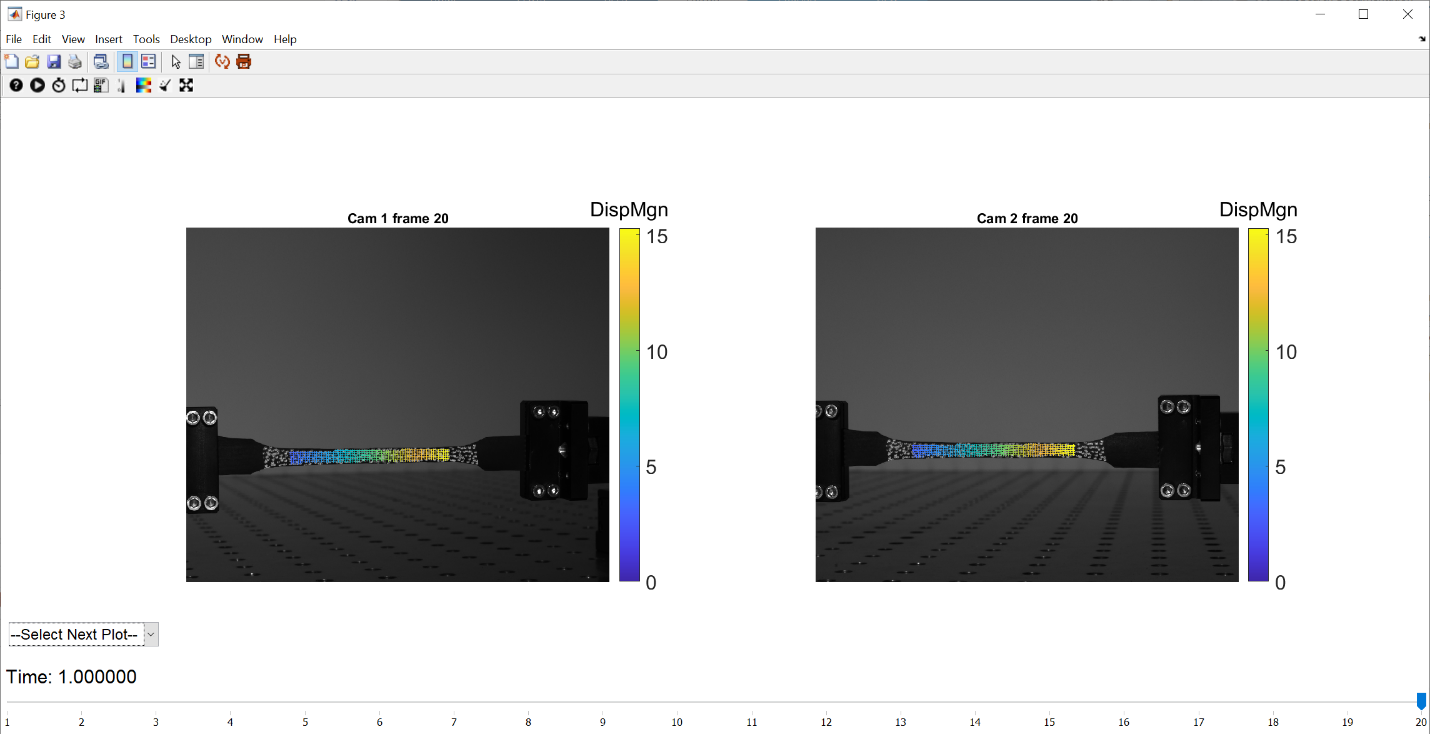 Figure 3
File Edit View Insert Tools Desktop Window Help
GIF
Cam 1 frame 20
DispMgn
15
10
5
0
Cam 2 frame 20
DispMgn
15
10
5
0
--Select Next Plot--
Time: 1.000000
1 2 3 4 5 6 7 8 9 10 11 12 13 14 15 16 17 18 19 20